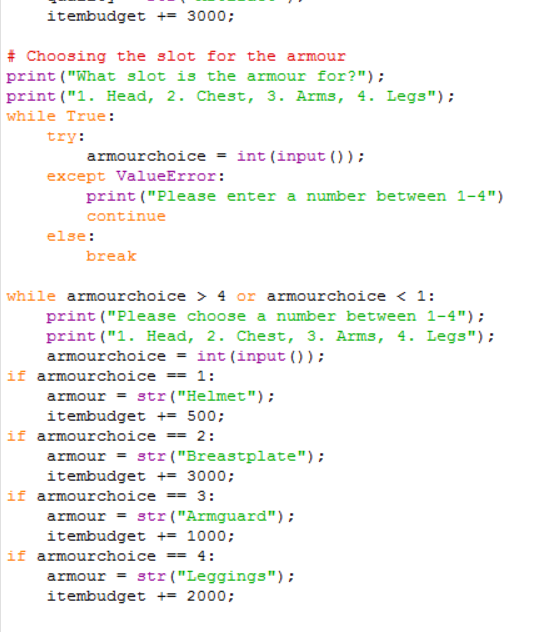 itembudget += 3000;
# Choosing the slot for the armour
print("What slot is the armour for?");
print("1. Head, 2. Chest, 3. Arms, 4. Legs");
while True:
    try:
        armourchoice = int(input());
    except ValueError:
        print("Please enter a number between 1-4")
        continue
    else:
        break
while armourchoice > 4 or armourchoice < 1:
    print("Please choose a number between 1-4");
    print("1. Head, 2. Chest, 3. Arms, 4. Legs");
    armourchoice = int(input());
if armourchoice == 1:
    armour = str("Helmet");
    itembudget += 500;
if armourchoice == 2:
    armour = str("Breastplate");
    itembudget += 3000;
if armourchoice == 3:
    armour = str("Armguard");
    itembudget += 1000;
if armourchoice == 4:
    armour = str("Leggings");
    itembudget += 2000;